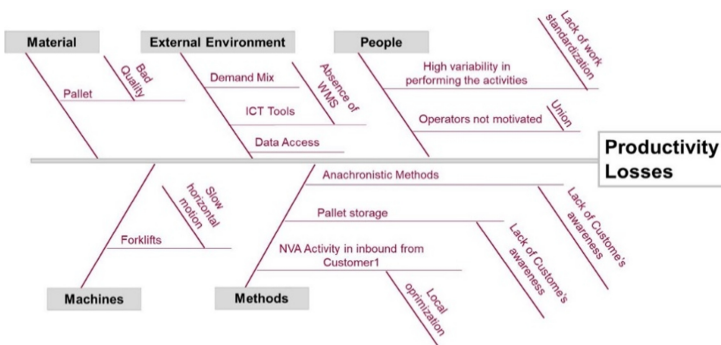 Material
External Environment
People
Lack of work
standardization
Bad
Quality
Pallet
Demand Mix
ICT Tools
Data Access
Absence of
WMS
High variability in
performing the activities
Operators not motivated
Union
Productivity
Losses
Anachronistic Methods
Lack of Custome's
awareness
Pallet storage
Lack of Custome's
awareness
NVA Activity in inbound from
Customer1
Local
oprimization
Slow
horizontal
motion
Forklifts
Machines
Methods